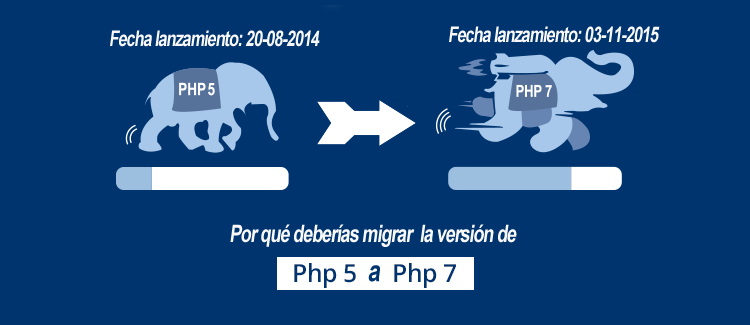 Fecha lanzamiento: 20-08-2014
Fecha lanzamiento: 03-11-2015
PHP 5
PHP 7
Por qué deberías migrar la versión de
Php 5 a Php 7